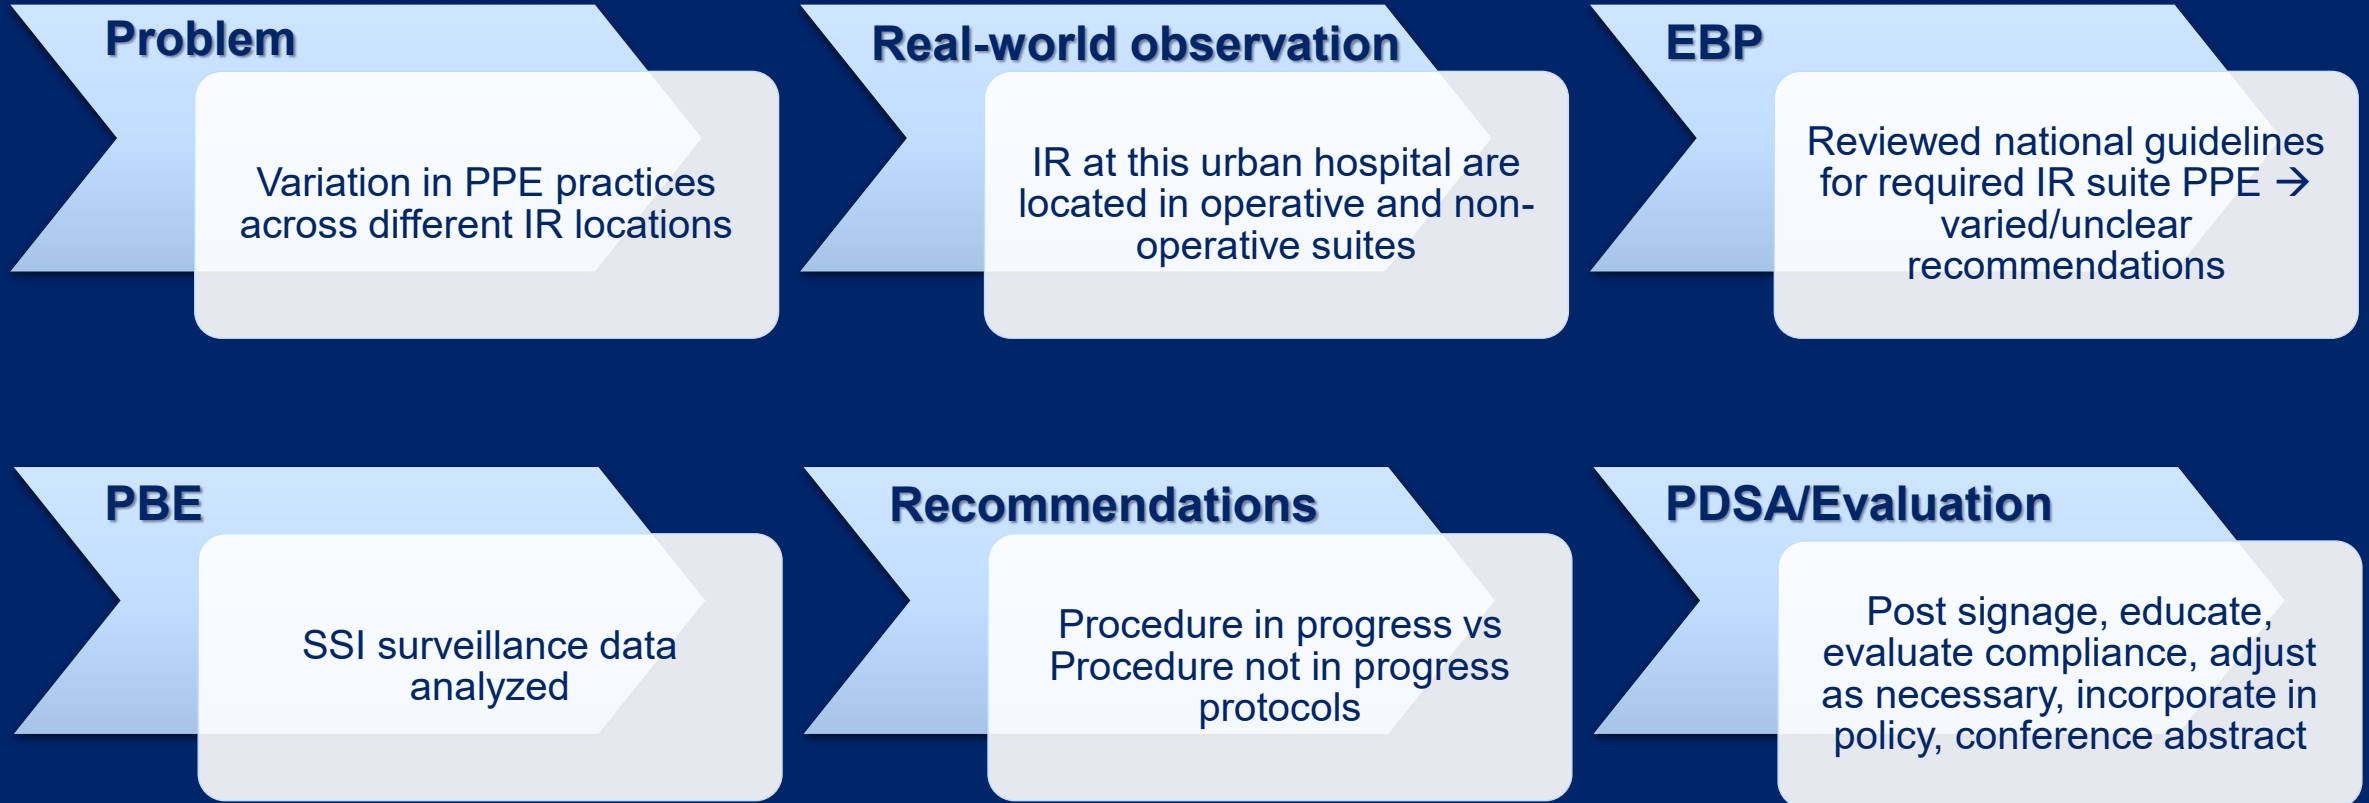 Problem
Variation in PPE practices
across different IR locations
Real-world observation
IR at this urban hospital are
located in operative and non-
operative suites
EBP
Reviewed national guidelines
for required IR suite PPE →
varied/unclear
recommendations
PBE
SSI surveillance data
analyzed
Recommendations
Procedure in progress vs
Procedure not in progress
protocols
PDSA/Evaluation
Post signage, educate,
evaluate compliance, adjust
as necessary, incorporate in
policy, conference abstract